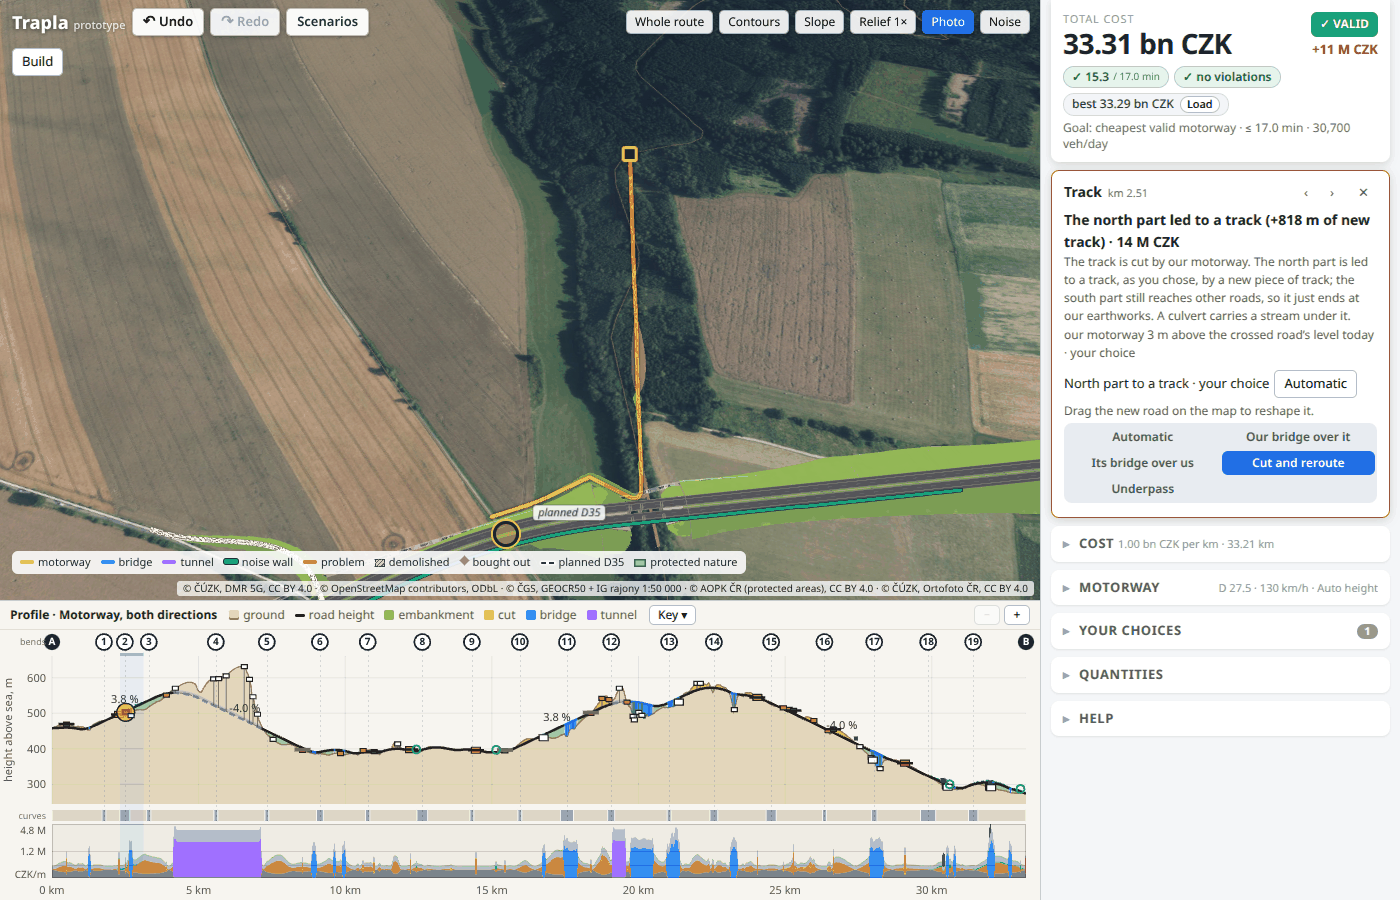 Trapla prototype
↶ Undo
↷ Redo
Scenarios
Whole route
Contours
Slope
Relief 1×
Photo
Noise
Build
planned D35
motorway
bridge
tunnel
noise wall
problem
demolished
bought out
planned D35
protected nature
© ČÚZK, DMR 5G, CC BY 4.0 · © OpenStreetMap contributors, ODbL · © ČGS, GEOCR50 + IG rajony 1:50 000 · © AOPK ČR (protected areas), CC BY 4.0 · © ČÚZK, Ortofoto ČR, CC BY 4.0
Profile · Motorway, both directions
ground
road height
embankment
cut
bridge
tunnel
Key ▾
−
+
bends
A 1 2 3 4 5 6 7 8 9 10 11 12 13 14 15 16 17 18 19 B
height above sea, m
600
500
400
300
3.8 %
-4.0 %
3.8 %
-4.0 %
curves
4.8 M
1.2 M
CZK/m
0 km 5 km 10 km 15 km 20 km 25 km 30 km
TOTAL COST
33.31 bn CZK
✓ VALID
+11 M CZK
✓ 15.3 / 17.0 min
✓ no violations
best 33.29 bn CZK Load
Goal: cheapest valid motorway · ≤ 17.0 min · 30,700
veh/day
Track km 2.51
‹ › ✕
The north part led to a track (+818 m of new
track) · 14 M CZK
The track is cut by our motorway. The north part is led
to a track, as you chose, by a new piece of track; the
south part still reaches other roads, so it just ends at
our earthworks. A culvert carries a stream under it.
our motorway 3 m above the crossed road's level today
· your choice
North part to a track · your choice Automatic
Drag the new road on the map to reshape it.
Automatic
Our bridge over it
Its bridge over us
Cut and reroute
Underpass
▶ COST 1.00 bn CZK per km · 33.21 km
▶ MOTORWAY D 27.5 · 130 km/h · Auto height
▶ YOUR CHOICES 1
▶ QUANTITIES
▶ HELP